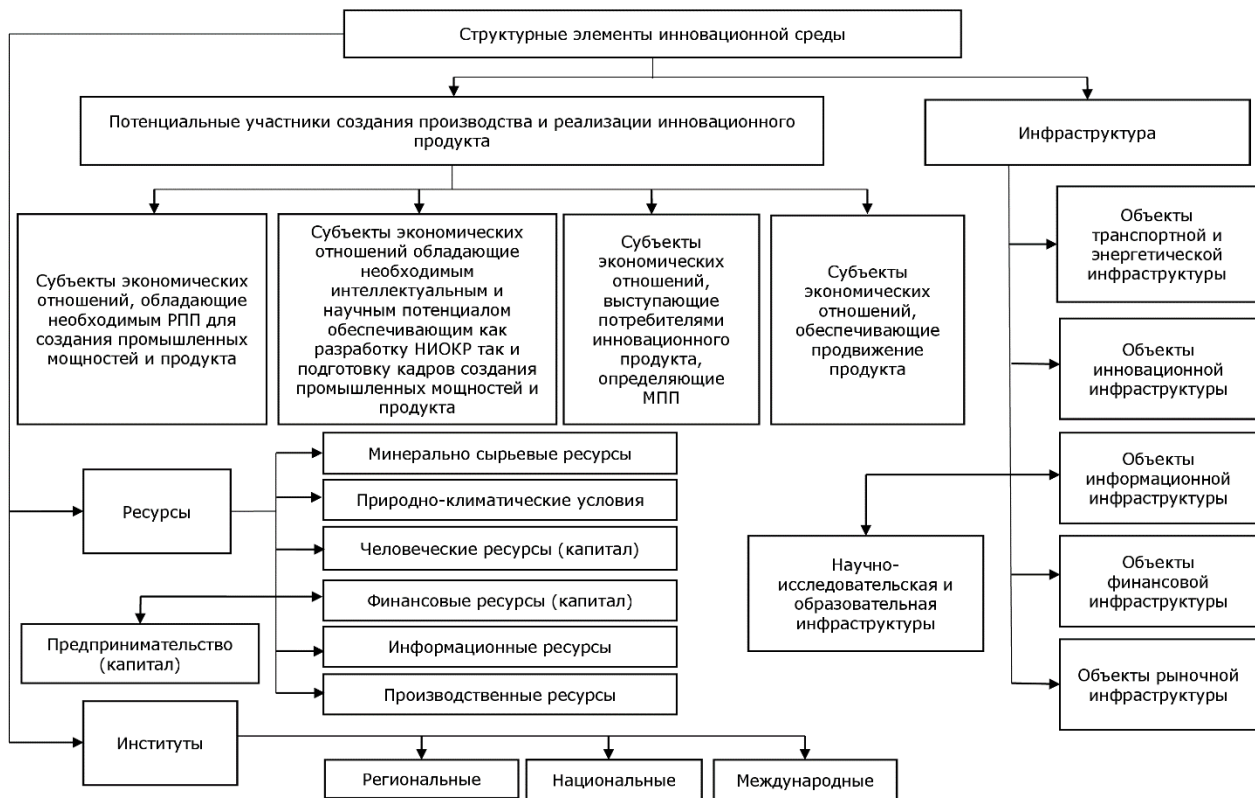 Структурные элементы инновационной среды
Потенциальные участники создания производства и реализации инновационного
продукта
Инфраструктура
Субъекты экономических
отношений, обладающие
необходимым РПП для
создания промышленных
мощностей и продукта
Субъекты экономических
отношений обладающие
необходимым
интеллектуальным и
научным потенциалом
обеспечивающим как
разработку НИОКР так и
подготовку кадров создания
промышленных мощностей и
продукта
Субъекты
экономических
отношений,
выступающие
потребителями
инновационного
продукта,
определяющие
МПП
Субъекты
экономических
отношений,
обеспечивающие
продвижение
продукта
Объекты
транспортной и
энергетической
инфраструктуры
Объекты
инновационной
инфраструктуры
Объекты
информационной
инфраструктуры
Научно-
исследовательская и
образовательная
инфраструктуры
Объекты
финансовой
инфраструктуры
Объекты рыночной
инфраструктуры
Ресурсы
Минерально сырьевые ресурсы
Природно-климатические условия
Человеческие ресурсы (капитал)
Финансовые ресурсы (капитал)
Предпринимательство
(капитал)
Информационные ресурсы
Производственные ресурсы
Институты
Региональные
Национальные
Международные